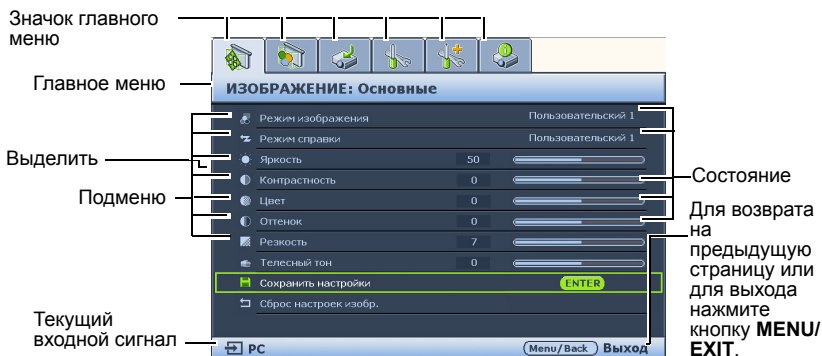 Значок главного
меню
Главное меню
ИЗОБРАЖЕНИЕ: Основные
Режим изображения Пользовательский 1
Режим справки Пользовательский 1
Выделить
Яркость 50
Контрастность 0
Состояние
Подменю
Цвет 0
Оттенок 0
Резкость 7
Телесный тон 0
Сохранить настройки ENTER
Сброс настроек изобр.
Для возврата
на
предыдущую
страницу или
для выхода
нажмите
кнопку MENU/
EXIT.
Текущий
входной сигнал
PC Menu/Back Выход